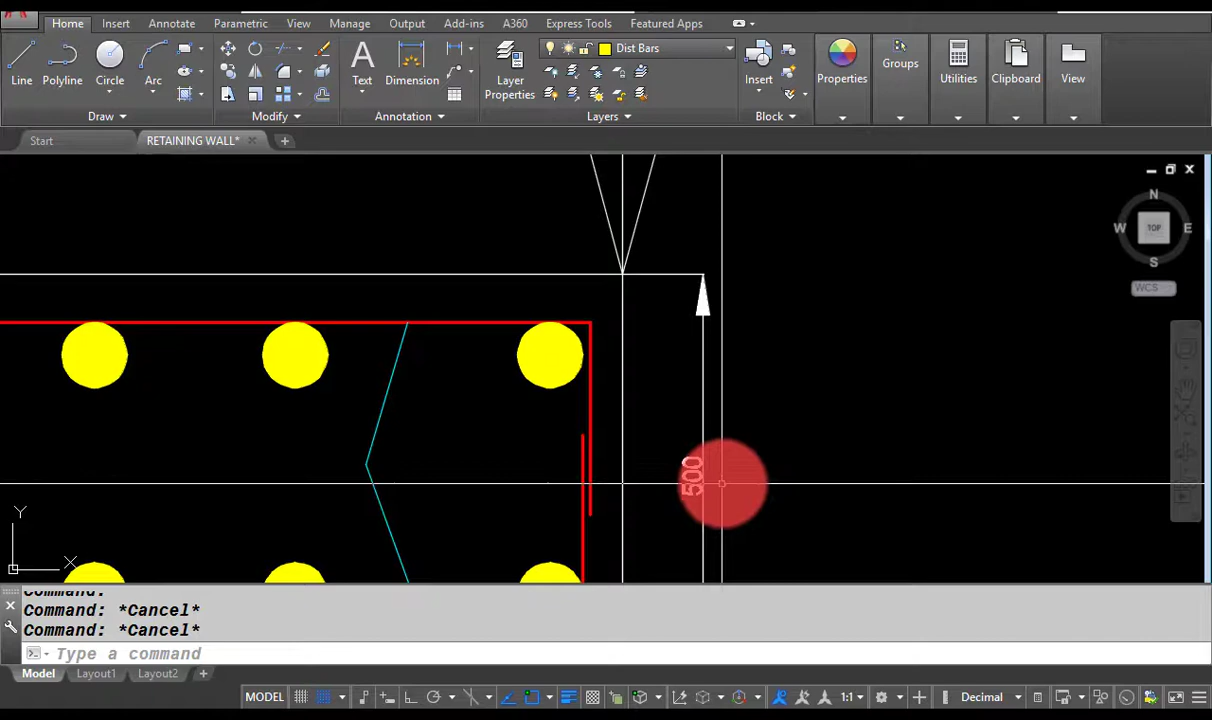 Home Insert Annotate Parametric View Manage Output Add-ins A360 Express Tools Featured Apps
Dist Bars
Line Polyline Circle Arc Text Dimension Layer Properties Insert Properties Groups Utilities Clipboard View
Draw Modify Annotation Layers Block
Start RETAINING WALL*
N
W TOP E
S
WCS
500
Y
X
Command:
Command: *Cancel*
Command: *Cancel*
Type a command
Model Layout1 Layout2
MODEL 1:1 Decimal